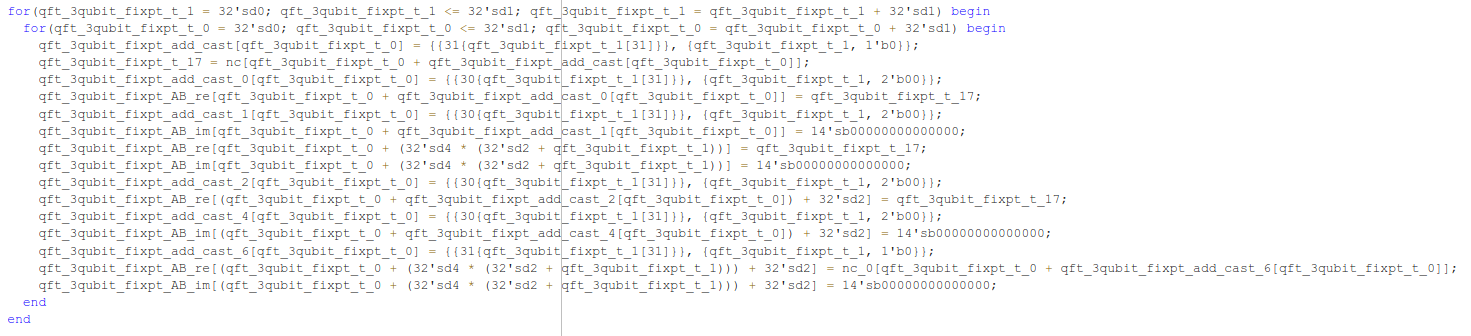 for(qft_3qubit_fixpt_t_1 = 32'sd0; qft_3qubit_fixpt_t_1 <= 32'sd1; qft_3qubit_fixpt_t_1 = qft_3qubit_fixpt_t_1 + 32'sd1) begin
for(qft_3qubit_fixpt_t_0 = 32'sd0; qft_3qubit_fixpt_t_0 <= 32'sd1; qft_3qubit_fixpt_t_0 = qft_3qubit_fixpt_t_0 + 32'sd1) begin
qft_3qubit_fixpt_add_cast[qft_3qubit_fixpt_t_0] = {{31{qft_3qubit_fixpt_t_1[31]}}, {qft_3qubit_fixpt_t_1, 1'b0}};
qft_3qubit_fixpt_t_17 = nc[qft_3qubit_fixpt_t_0 + qft_3qubit_fixpt_add_cast[qft_3qubit_fixpt_t_0]];
qft_3qubit_fixpt_add_cast_0[qft_3qubit_fixpt_t_0] = {{30{qft_3qubit_fixpt_t_1[31]}}, {qft_3qubit_fixpt_t_1, 2'b00}};
qft_3qubit_fixpt_AB_re[qft_3qubit_fixpt_t_0 + qft_3qubit_fixpt_add_cast_0[qft_3qubit_fixpt_t_0]] = qft_3qubit_fixpt_t_17;
qft_3qubit_fixpt_add_cast_1[qft_3qubit_fixpt_t_0] = {{30{qft_3qubit_fixpt_t_1[31]}}, {qft_3qubit_fixpt_t_1, 2'b00}};
qft_3qubit_fixpt_AB_im[qft_3qubit_fixpt_t_0 + qft_3qubit_fixpt_add_cast_1[qft_3qubit_fixpt_t_0]] = 14'sb00000000000000;
qft_3qubit_fixpt_AB_re[qft_3qubit_fixpt_t_0 + (32'sd4 * (32'sd2 + qft_3qubit_fixpt_t_1))] = qft_3qubit_fixpt_t_17;
qft_3qubit_fixpt_AB_im[qft_3qubit_fixpt_t_0 + (32'sd4 * (32'sd2 + qft_3qubit_fixpt_t_1))] = 14'sb00000000000000;
qft_3qubit_fixpt_add_cast_2[qft_3qubit_fixpt_t_0] = {{30{qft_3qubit_fixpt_t_1[31]}}, {qft_3qubit_fixpt_t_1, 2'b00}};
qft_3qubit_fixpt_AB_re[(qft_3qubit_fixpt_t_0 + qft_3qubit_fixpt_add_cast_2[qft_3qubit_fixpt_t_0]) + 32'sd2] = qft_3qubit_fixpt_t_17;
qft_3qubit_fixpt_add_cast_4[qft_3qubit_fixpt_t_0] = {{30{qft_3qubit_fixpt_t_1[31]}}, {qft_3qubit_fixpt_t_1, 2'b00}};
qft_3qubit_fixpt_AB_im[(qft_3qubit_fixpt_t_0 + qft_3qubit_fixpt_add_cast_4[qft_3qubit_fixpt_t_0]) + 32'sd2] = 14'sb00000000000000;
qft_3qubit_fixpt_add_cast_6[qft_3qubit_fixpt_t_0] = {{31{qft_3qubit_fixpt_t_1[31]}}, {qft_3qubit_fixpt_t_1, 1'b0}};
qft_3qubit_fixpt_AB_re[(qft_3qubit_fixpt_t_0 + (32'sd4 * (32'sd2 + qft_3qubit_fixpt_t_1))) + 32'sd2] = nc_0[qft_3qubit_fixpt_t_0 + qft_3qubit_fixpt_add_cast_6[qft_3qubit_fixpt_t_0]];
qft_3qubit_fixpt_AB_im[(qft_3qubit_fixpt_t_0 + (32'sd4 * (32'sd2 + qft_3qubit_fixpt_t_1))) + 32'sd2] = 14'sb00000000000000;
end
end